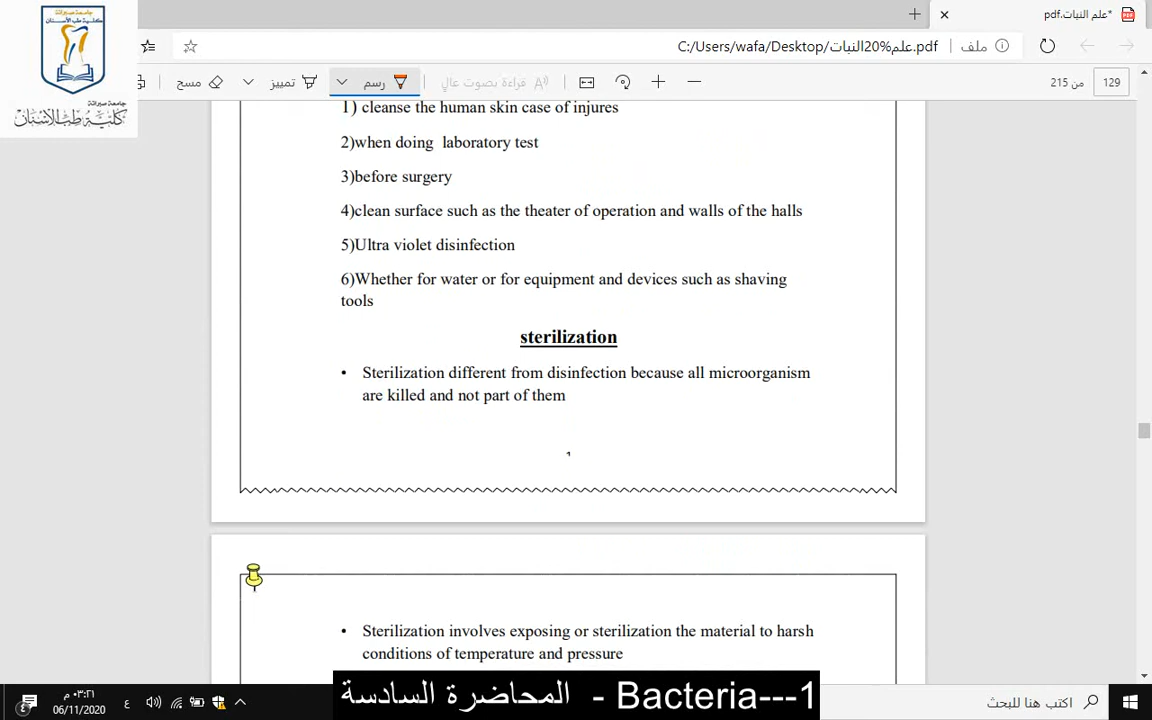 علم النبات.pdf*
C:/Users/wafa/Desktop/علم%20النبات.pdf
ملف
مسح
تمييز
رسم
قراءة بصوت عالٍ
من 215
129
جامعة صبراتة
كلية طب الأسنان
1) cleanse the human skin case of injures
2)when doing laboratory test
3)before surgery
4)clean surface such as the theater of operation and walls of the halls
5)Ultra violet disinfection
6)Whether for water or for equipment and devices such as shaving
tools
sterilization
• Sterilization different from disinfection because all microorganism
are killed and not part of them
• Sterilization involves exposing or sterilization the material to harsh
conditions of temperature and pressure
المحاضرة السادسة - Bacteria---1
٠٣:٢١ م
06/11/2020
ع
اكتب هنا للبحث